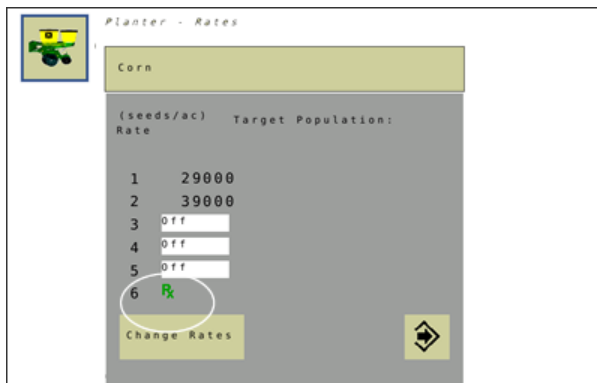 Planter - Rates
Corn
(seeds/ac) Target Population:
Rate
1 29000
2 39000
3 Off
4 Off
5 Off
6 Rx
Change Rates